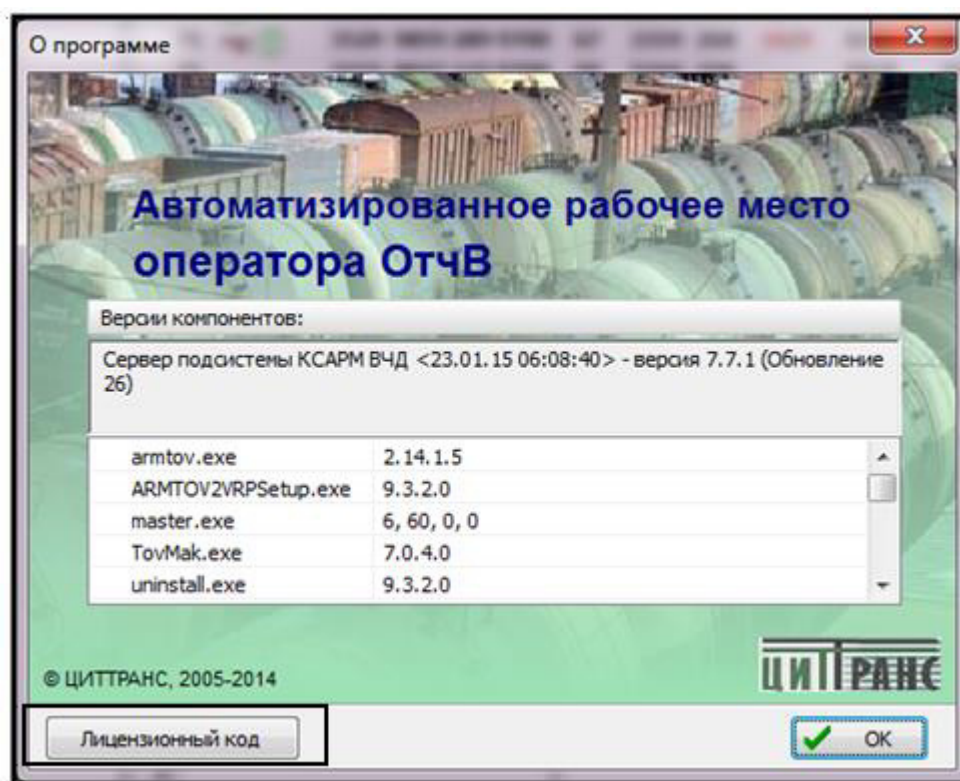 О программе
Автоматизированное рабочее место
оператора ОтчВ
Версии компонентов:
Сервер подсистемы КСАРМ ВЧД <23.01.15 06:08:40> - версия 7.7.1 (Обновление
26)
armtov.exe 2.14.1.5
ARMTOV2VRPSetup.exe 9.3.2.0
master.exe 6, 60, 0, 0
TovMak.exe 7.0.4.0
uninstall.exe 9.3.2.0
© ЦИТТРАНС, 2005-2014
ЦИТТРАНС
Лицензионный код
OK